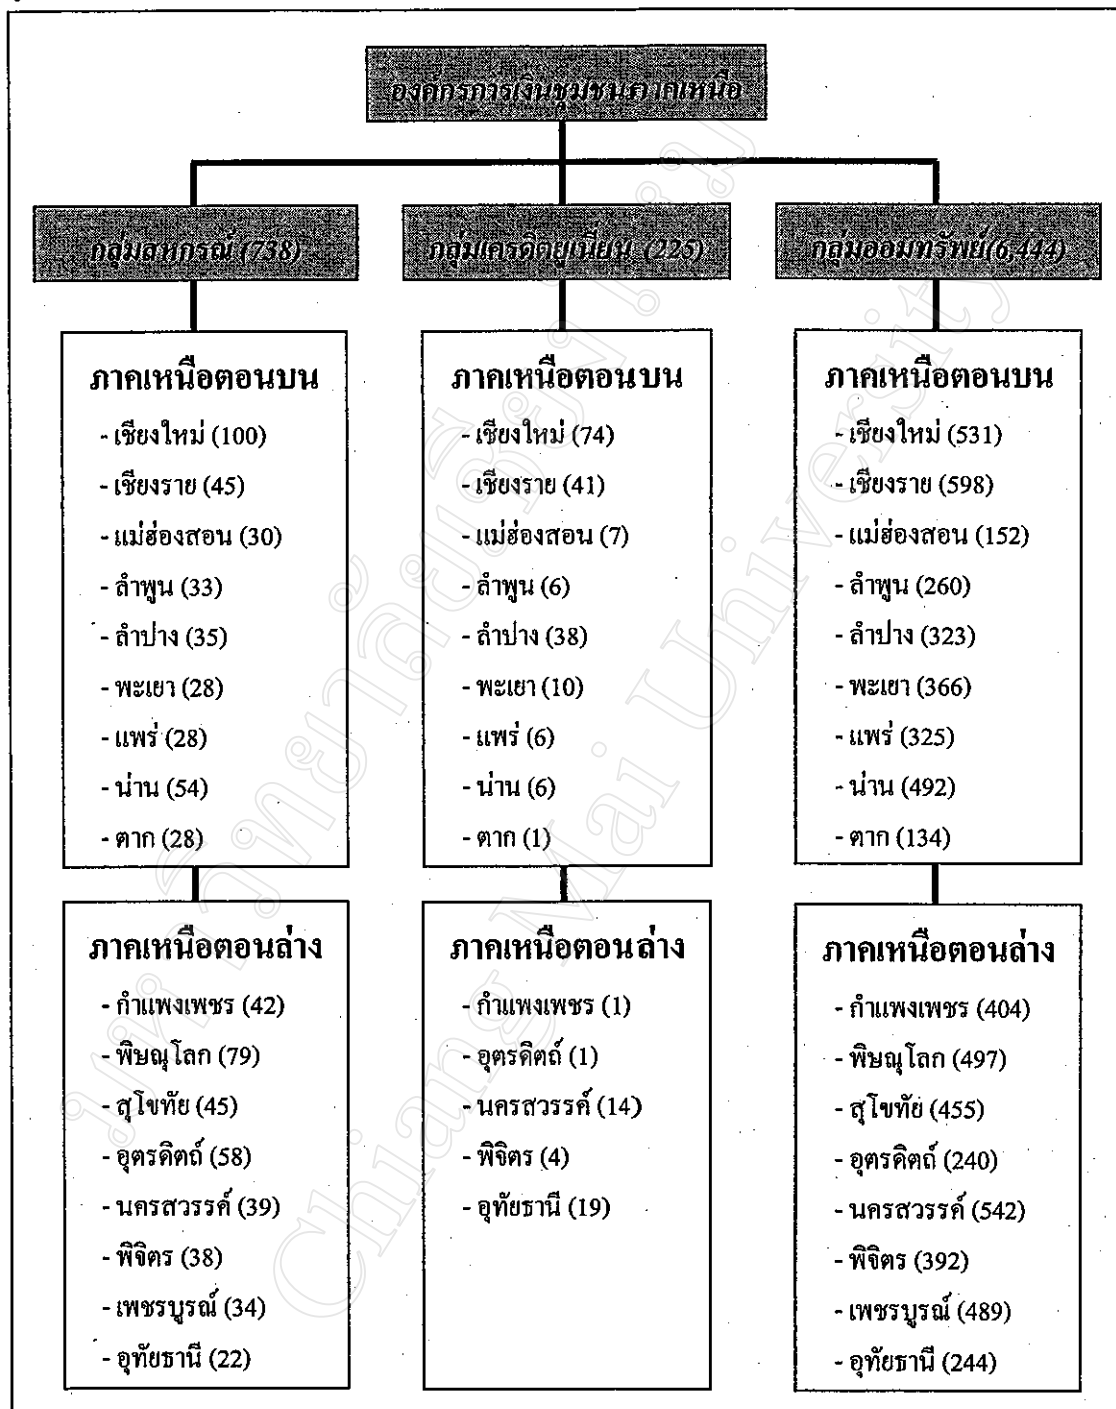 องค์กรการเงินชุมชนภาคเหนือ
กลุ่มสหกรณ์ (738)
ภาคเหนือตอนบน
- เชียงใหม่ (100)
- เชียงราย (45)
- แม่ฮ่องสอน (30)
- ลำพูน (33)
- ลำปาง (35)
- พะเยา (28)
- แพร่ (28)
- น่าน (54)
- ตาก (28)
ภาคเหนือตอนล่าง
- กำแพงเพชร (42)
- พิษณุโลก (79)
- สุโขทัย (45)
- อุตรดิตถ์ (58)
- นครสวรรค์ (39)
- พิจิตร (38)
- เพชรบูรณ์ (34)
- อุทัยธานี (22)
กลุ่มเครดิตยูเนียน (225)
ภาคเหนือตอนบน
- เชียงใหม่ (74)
- เชียงราย (41)
- แม่ฮ่องสอน (7)
- ลำพูน (6)
- ลำปาง (38)
- พะเยา (10)
- แพร่ (6)
- น่าน (6)
- ตาก (1)
ภาคเหนือตอนล่าง
- กำแพงเพชร (1)
- อุตรดิตถ์ (1)
- นครสวรรค์ (14)
- พิจิตร (4)
- อุทัยธานี (19)
กลุ่มออมทรัพย์(6,444)
ภาคเหนือตอนบน
- เชียงใหม่ (531)
- เชียงราย (598)
- แม่ฮ่องสอน (152)
- ลำพูน (260)
- ลำปาง (323)
- พะเยา (366)
- แพร่ (325)
- น่าน (492)
- ตาก (134)
ภาคเหนือตอนล่าง
- กำแพงเพชร (404)
- พิษณุโลก (497)
- สุโขทัย (455)
- อุตรดิตถ์ (240)
- นครสวรรค์ (542)
- พิจิตร (392)
- เพชรบูรณ์ (489)
- อุทัยธานี (244)
มหาวิทยาลัยเชียงใหม่
Chiang Mai University